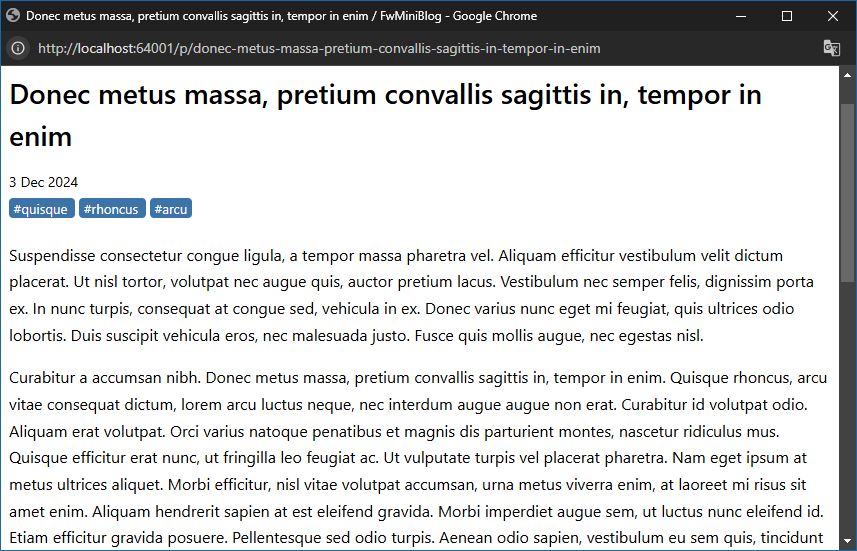 Donec metus massa, pretium convallis sagittis in, tempor in enim / FwMiniBlog - Google Chrome
http://localhost:64001/p/donec-metus-massa-pretium-convallis-sagittis-in-tempor-in-enim
Donec metus massa, pretium convallis sagittis in, tempor in
enim
3 Dec 2024
#quisque #rhoncus #arcu
Suspendisse consectetur congue ligula, a tempor massa pharetra vel. Aliquam efficitur vestibulum velit dictum
placerat. Ut nisl tortor, volutpat nec augue quis, auctor pretium lacus. Vestibulum nec semper felis, dignissim porta
ex. In nunc turpis, consequat at congue sed, vehicula in ex. Donec varius nunc eget mi feugiat, quis ultrices odio
lobortis. Duis suscipit vehicula eros, nec malesuada justo. Fusce quis mollis augue, nec egestas nisl.
Curabitur a accumsan nibh. Donec metus massa, pretium convallis sagittis in, tempor in enim. Quisque rhoncus, arcu
vitae consequat dictum, lorem arcu luctus neque, nec interdum augue augue non erat. Curabitur id volutpat odio.
Aliquam erat volutpat. Orci varius natoque penatibus et magnis dis parturient montes, nascetur ridiculus mus.
Quisque efficitur erat nunc, ut fringilla leo feugiat ac. Ut vulputate turpis vel placerat pharetra. Nam eget ipsum at
metus ultrices aliquet. Morbi efficitur, nisl vitae volutpat accumsan, urna metus viverra enim, at laoreet mi risus sit
amet enim. Aliquam hendrerit sapien at est eleifend gravida. Morbi imperdiet augue sem, ut luctus nunc eleifend id.
Etiam efficitur gravida posuere. Pellentesque sed odio turpis. Aenean odio sapien, vestibulum eu sem quis, tincidunt